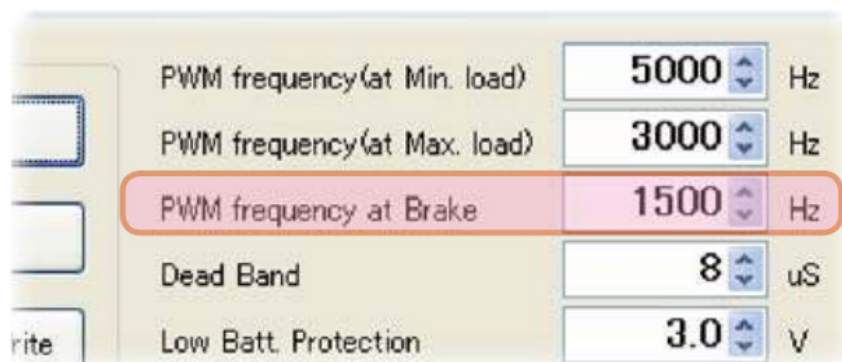 PWM frequency(at Min. load) 5000 Hz
PWM frequency(at Max. load) 3000 Hz
PWM frequency at Brake 1500 Hz
Dead Band 8 uS
rite Low Batt. Protection 3.0 V